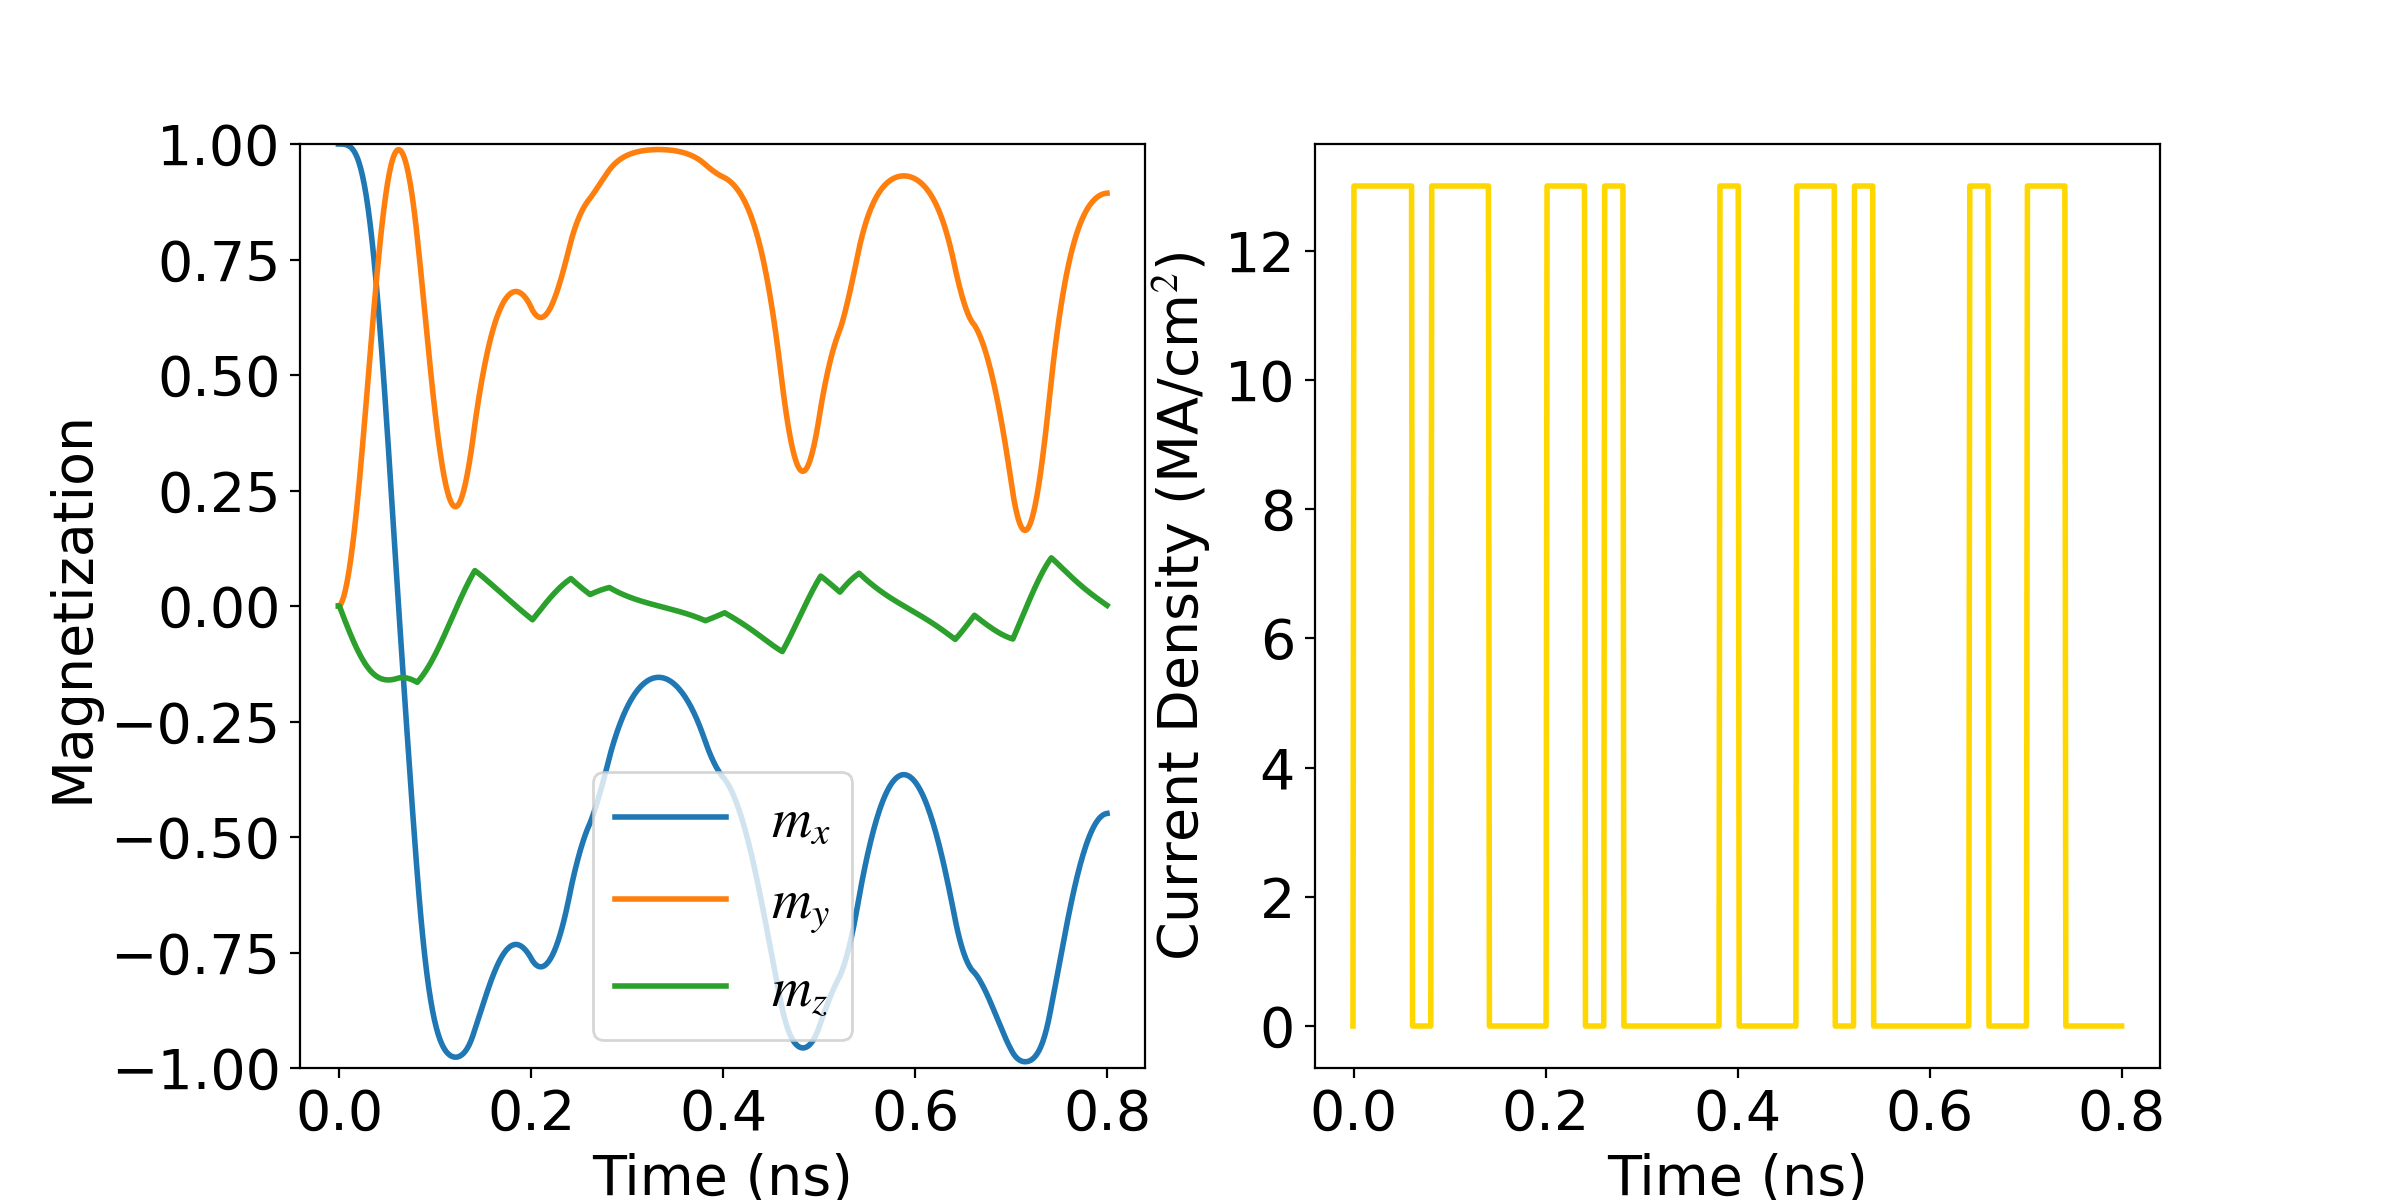 1.00
0.75
0.50
0.25
0.00
−0.25
−0.50
−0.75
−1.00
Magnetization
0.0 0.2 0.4 0.6 0.8
Time (ns)
m_x
m_y
m_z
12
10
8
6
4
2
0
Current Density (MA/cm²)
0.0 0.2 0.4 0.6 0.8
Time (ns)